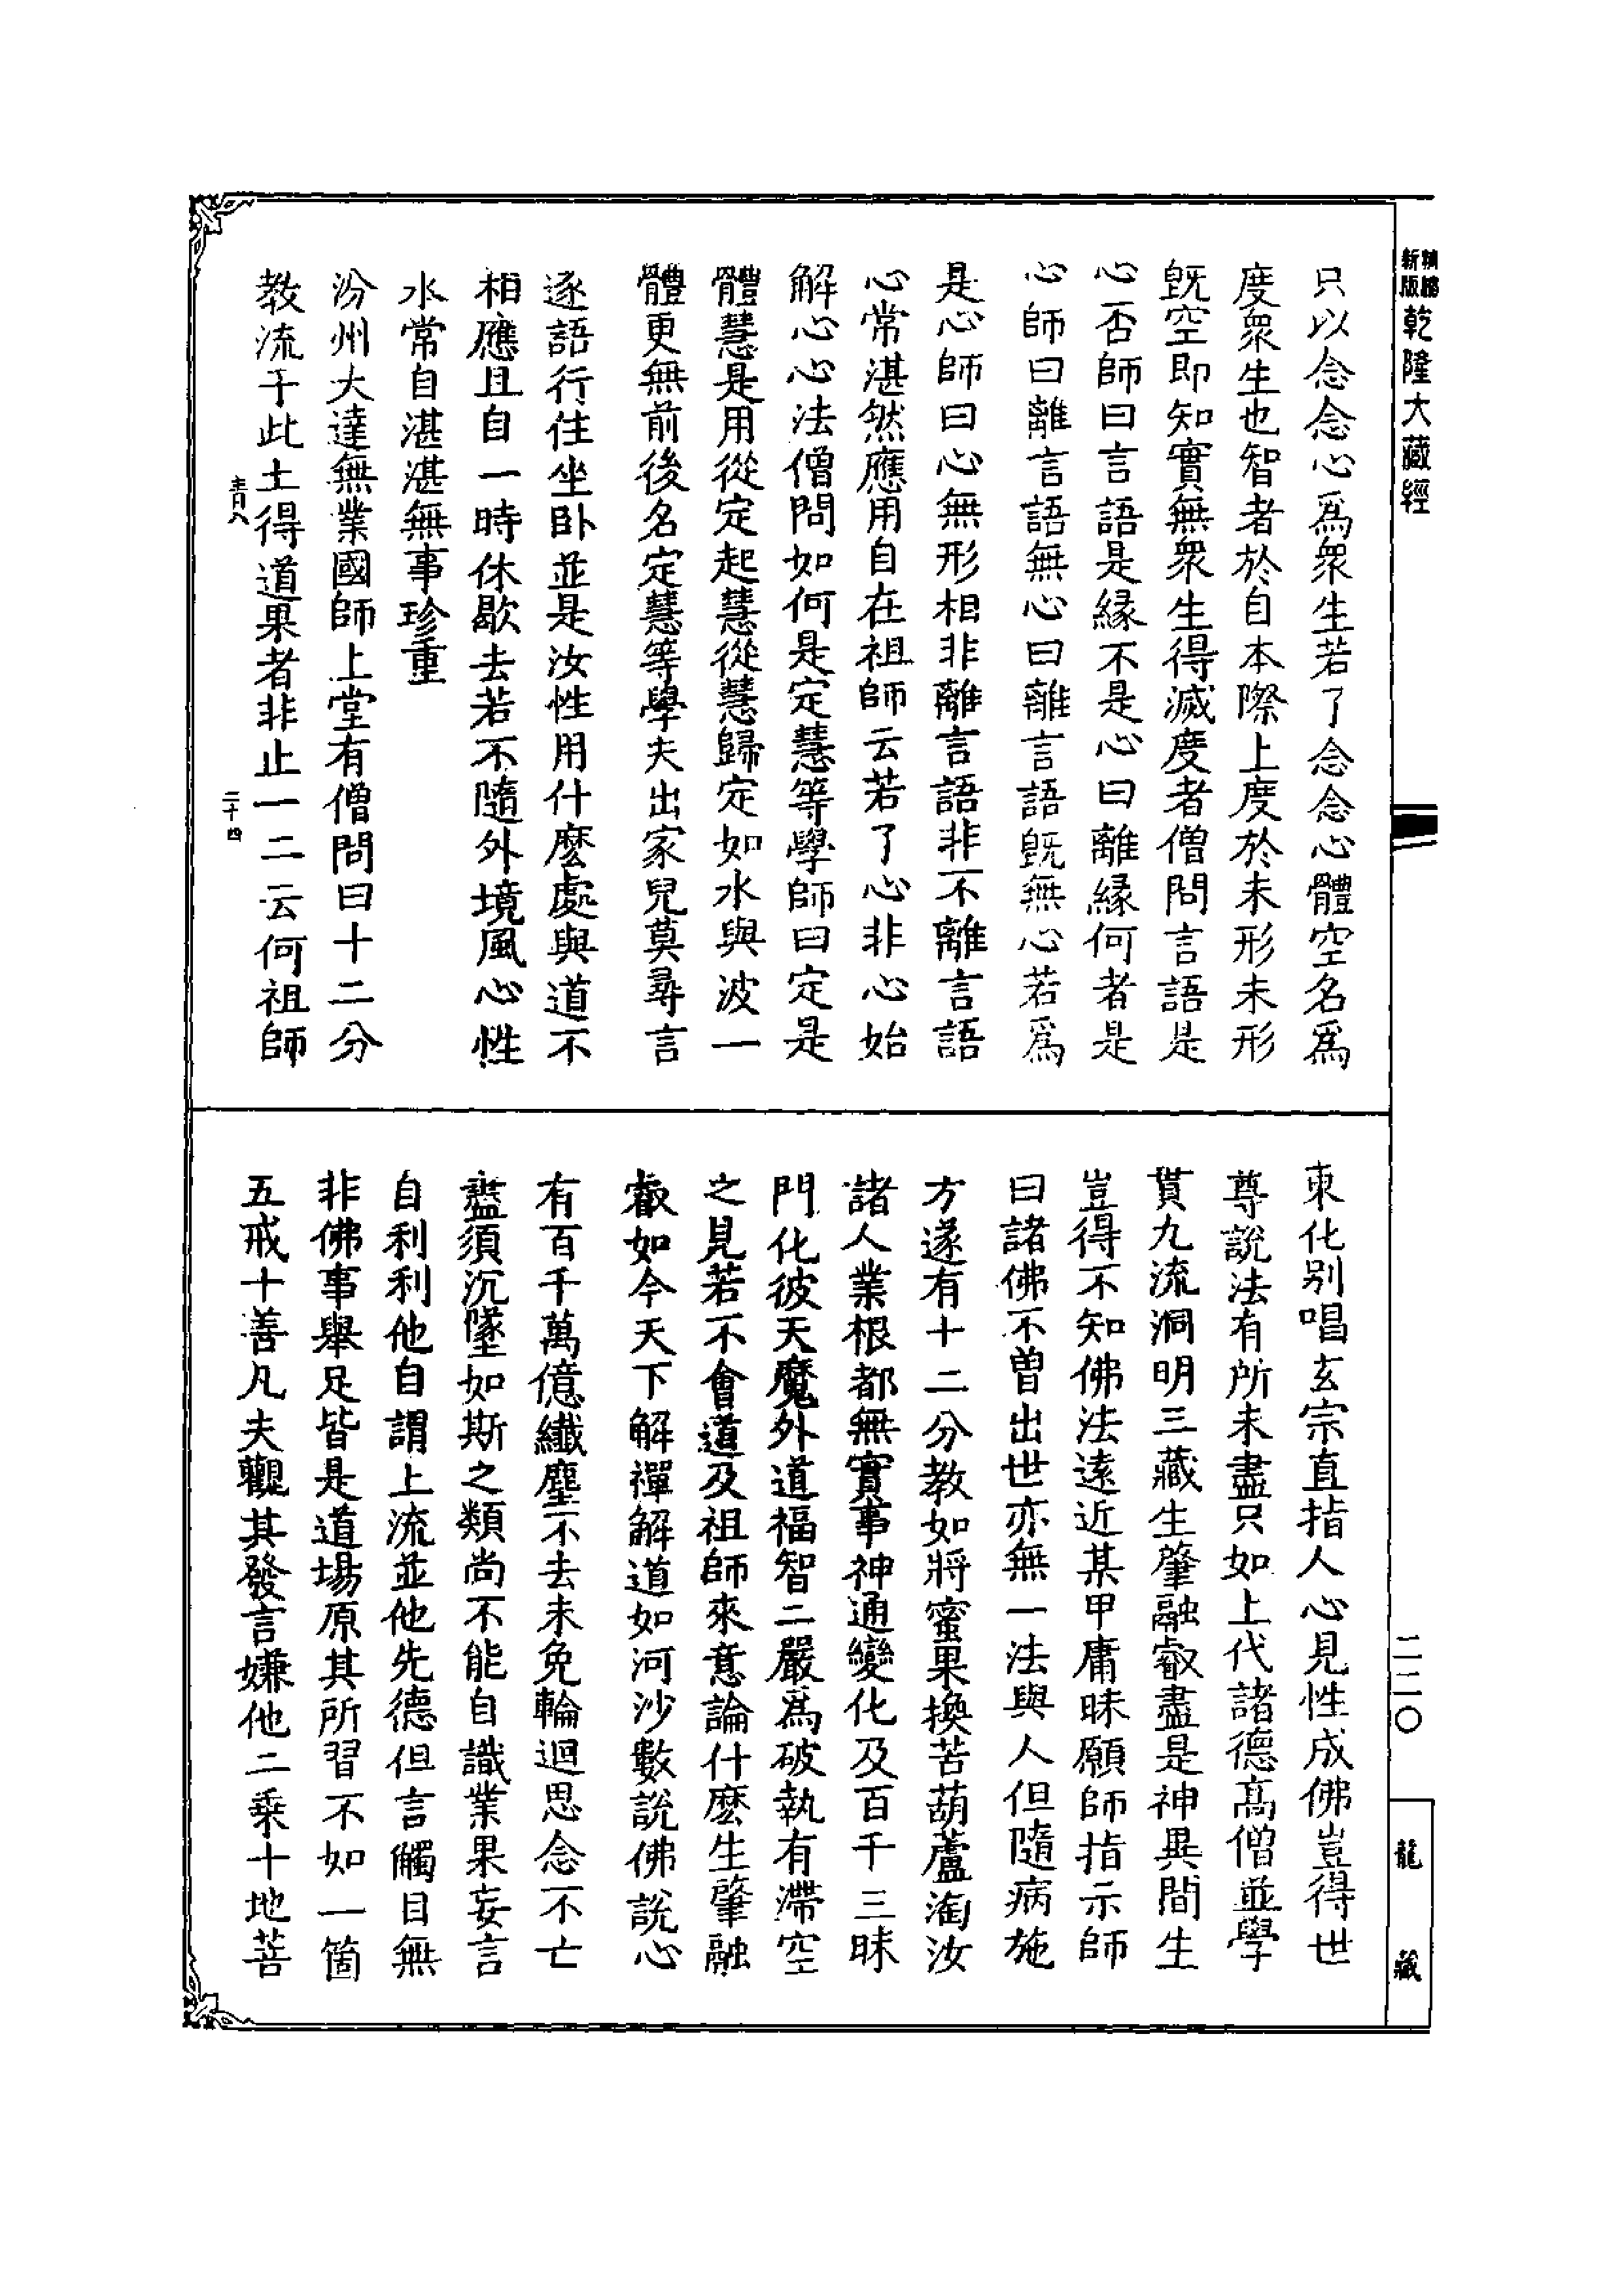 新版
乾隆大藏經
只以念念心爲衆生若了念念心體空名爲
度衆生也智者於自本際上度於未形未形
既空即知實無衆生得滅度者僧問言語是
心否師曰言語是緣不是心曰離緣何者是
心師曰離言語無心曰離言語既無心若爲
是心師曰心無形相非離言語非不離言語
心常湛然應用自在祖師云若了心非心始
解心心法僧問如何是定慧等學師曰定是
體慧是用從定起慧從慧歸定如水與波一
體更無前後名定慧等學夫出家兒莫尋言
逐語行住坐臥並是汝性用什麽處與道不
相應且自一時休歇去若不隨外境風心性
水常自湛湛無事珍重
汾州大達無業國師上堂有僧問曰十二分
教流于此土得道果者非止一二云何祖師
青八
二十四
東化別唱玄宗直指人心見性成佛豈得世
尊說法有所未盡只如上代諸德高僧並學
貫九流洞明三藏生肇融叡盡是神異間生
豈得不知佛法遠近某甲庸昧願師指示師
曰諸佛不曾出世亦無一法與人但隨病施
方遂有十二分教如將蜜果換苦葫蘆淘汝
諸人業根都無實事神通變化及百千三昧
門化彼天魔外道福智二嚴爲破執有滯空
之見若不會道及祖師來意論什麽生肇融
叡如今天下解禪解道如河沙數說佛說心
有百千萬億纖塵不去未免輪迴思念不亡
盡須沉墜如斯之類尚不能自識業果妄言
自利利他自謂上流並他先德但言觸目無
非佛事舉足皆是道場原其所習不如一箇
五戒十善凡夫觀其發言嫌他二乘十地菩
二二〇
龍藏